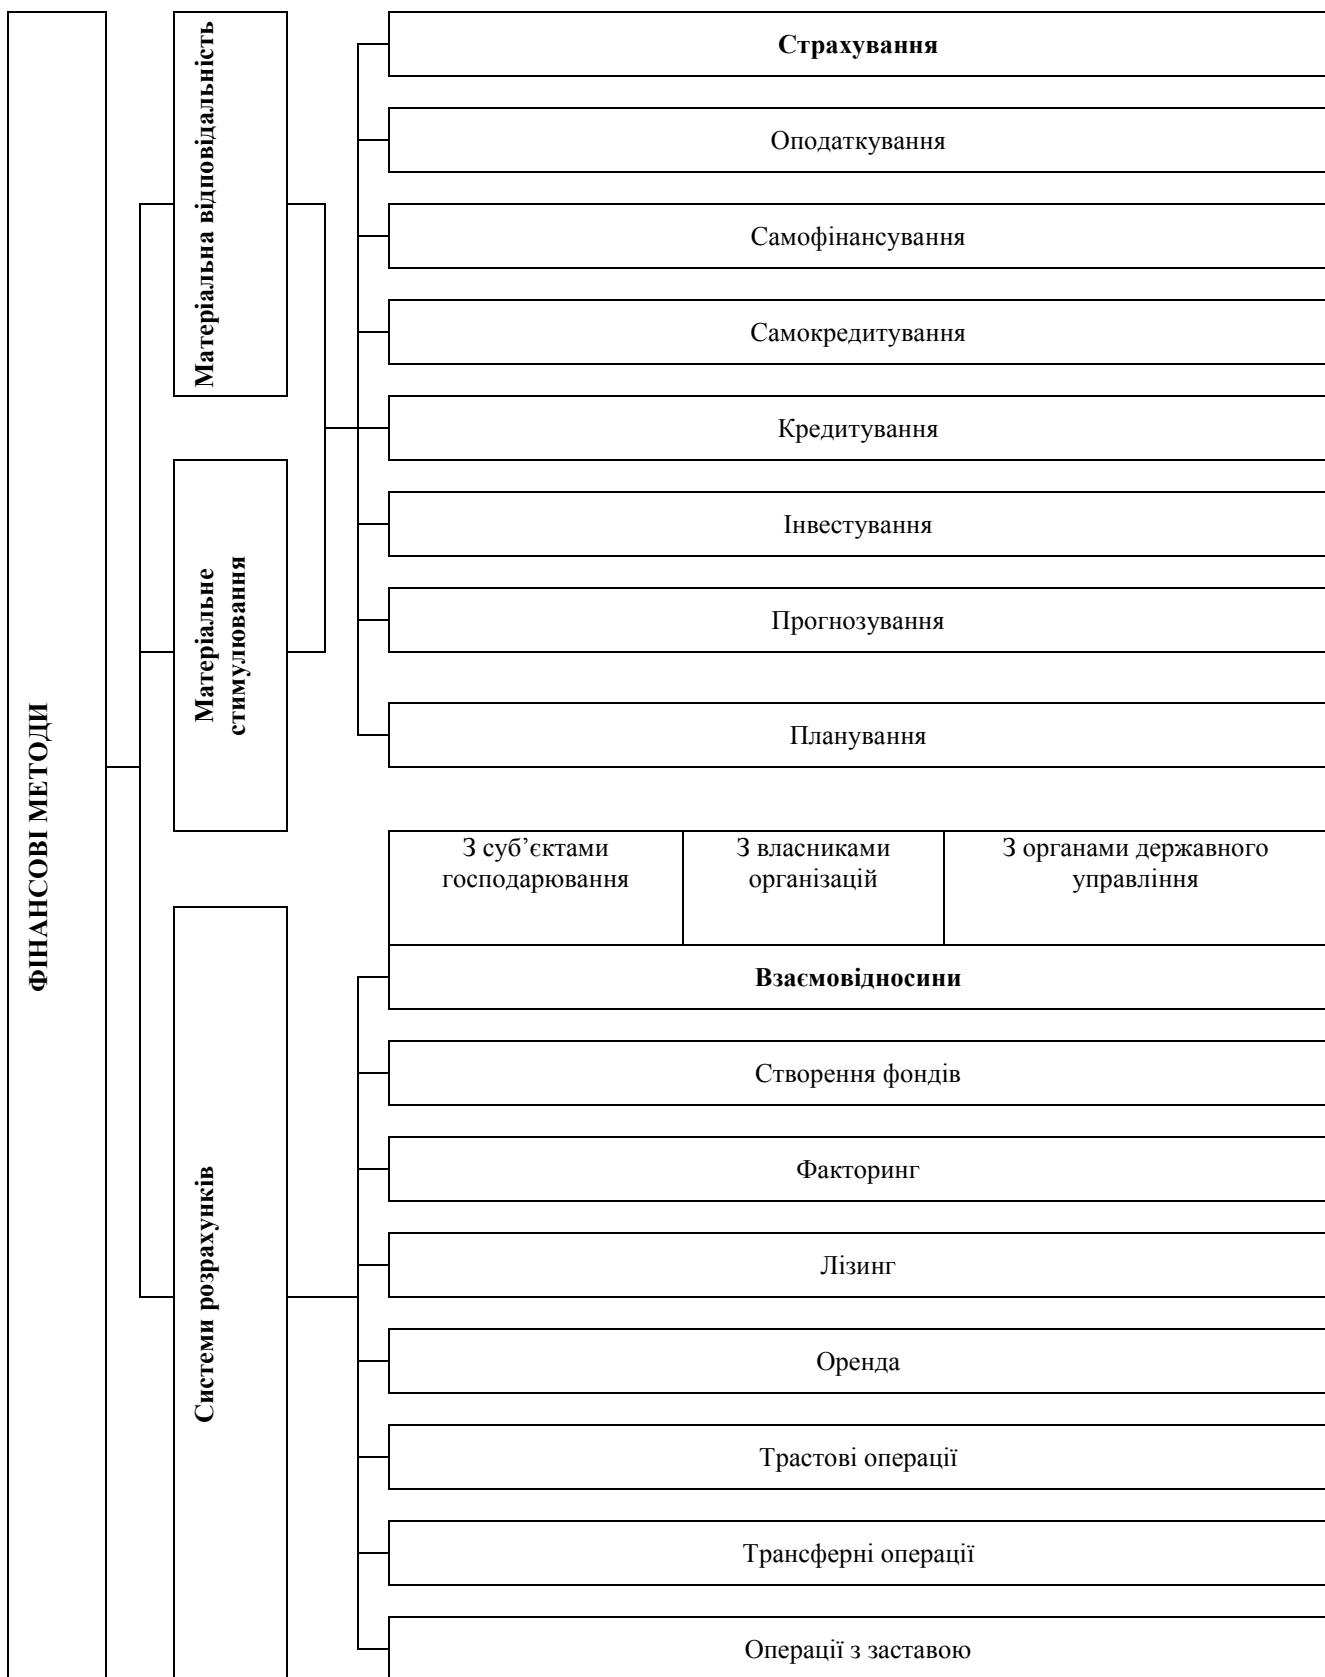 ФІНАНСОВІ МЕТОДИ
Матеріальна відповідальність
Матеріальне
стимулювання
Системи розрахунків
Страхування
Оподаткування
Самофінансування
Самокредитування
Кредитування
Інвестування
Прогнозування
Планування
З суб’єктами
господарювання
З власниками
організацій
З органами державного
управління
Взаємовідносини
Створення фондів
Факторинг
Лізинг
Оренда
Трастові операції
Трансферні операції
Операції з заставою